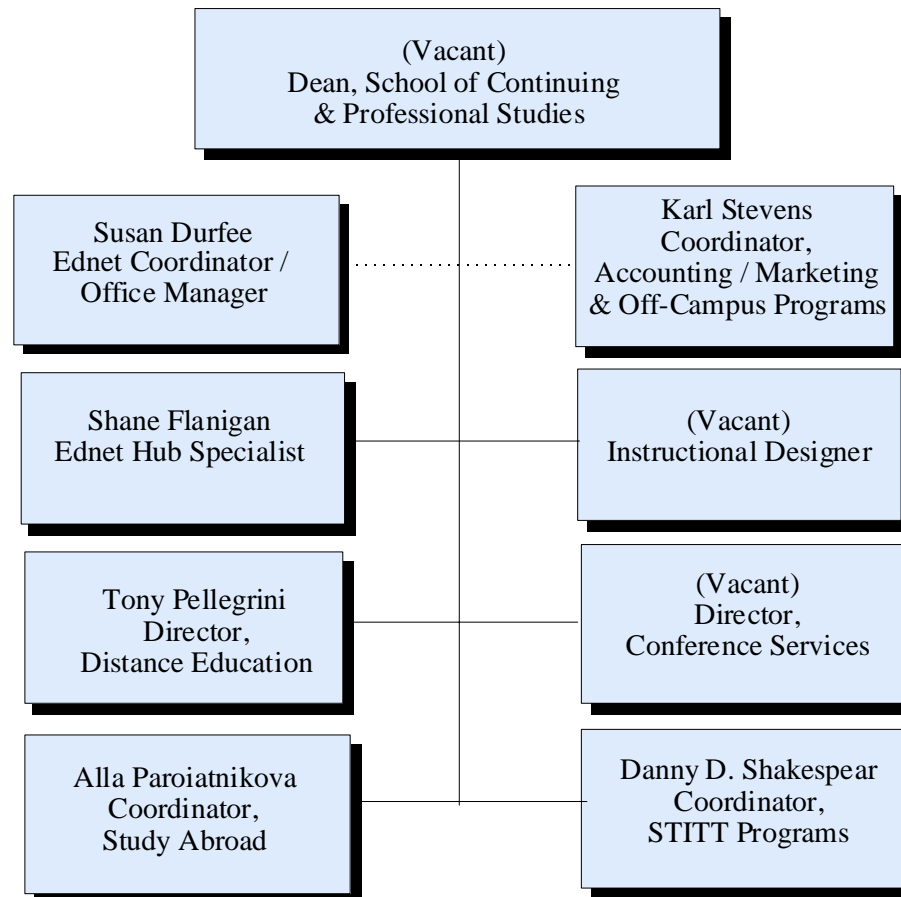 (Vacant)
Dean, School of Continuing
& Professional Studies
Susan Durfee
Ednet Coordinator /
Office Manager
Karl Stevens
Coordinator,
Accounting / Marketing
& Off-Campus Programs
Shane Flanigan
Ednet Hub Specialist
(Vacant)
Instructional Designer
Tony Pellegrini
Director,
Distance Education
(Vacant)
Director,
Conference Services
Alla Paroiatnikova
Coordinator,
Study Abroad
Danny D. Shakespear
Coordinator,
STITT Programs